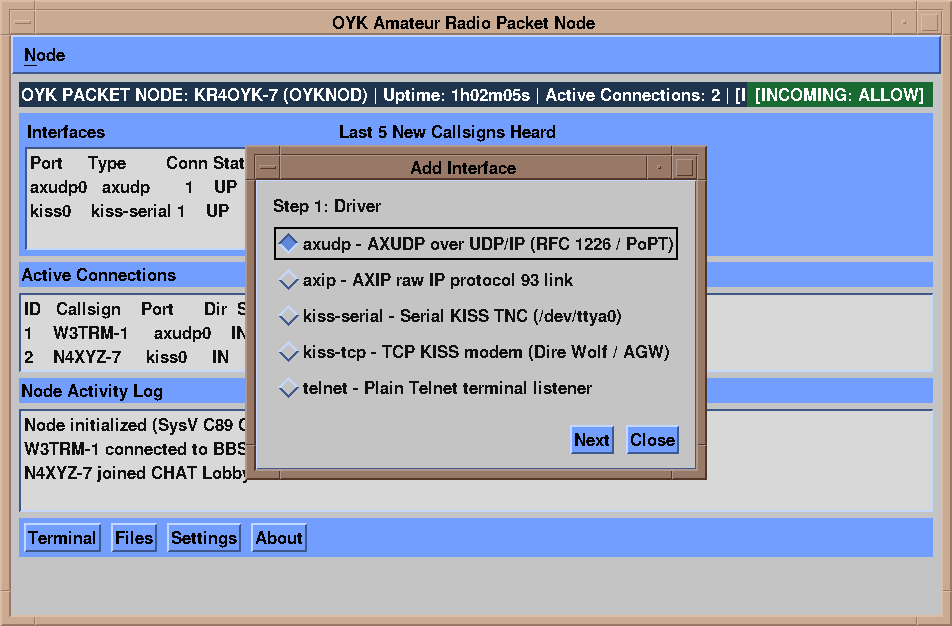 OYK Amateur Radio Packet Node
Node
OYK PACKET NODE: KR4OYK-7 (OYKNOD) | Uptime: 1h02m05s | Active Connections: 2 | [I
[INCOMING: ALLOW]
Interfaces
Last 5 New Callsigns Heard
Port Type Conn Stat
axudp0 axudp 1 UP
kiss0 kiss-serial 1 UP
Add Interface
Step 1: Driver
axudp - AXUDP over UDP/IP (RFC 1226 / PoPT)
axip - AXIP raw IP protocol 93 link
kiss-serial - Serial KISS TNC (/dev/ttya0)
kiss-tcp - TCP KISS modem (Dire Wolf / AGW)
telnet - Plain Telnet terminal listener
Next Close
Active Connections
ID Callsign Port Dir S
1 W3TRM-1 axudp0 IN
2 N4XYZ-7 kiss0 IN
Node Activity Log
Node initialized (SysV C89 C
W3TRM-1 connected to BBS
N4XYZ-7 joined CHAT Lobby
Terminal Files Settings About